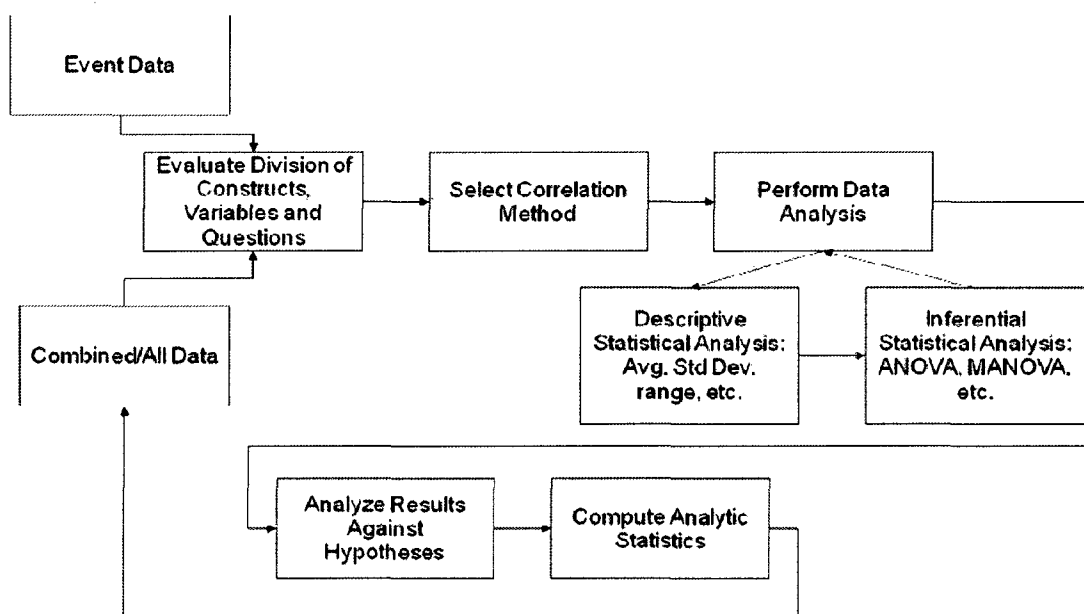 Event Data
Evaluate Division of
Constructs,
Variables and
Questions
Select Correlation
Method
Perform Data
Analysis
Combined/All Data
Descriptive
Statistical Analysis:
Avg. Std Dev.
range, etc.
Inferential
Statistical Analysis:
ANOVA, MANOVA,
etc.
Analyze Results
Against
Hypotheses
Compute Analytic
Statistics